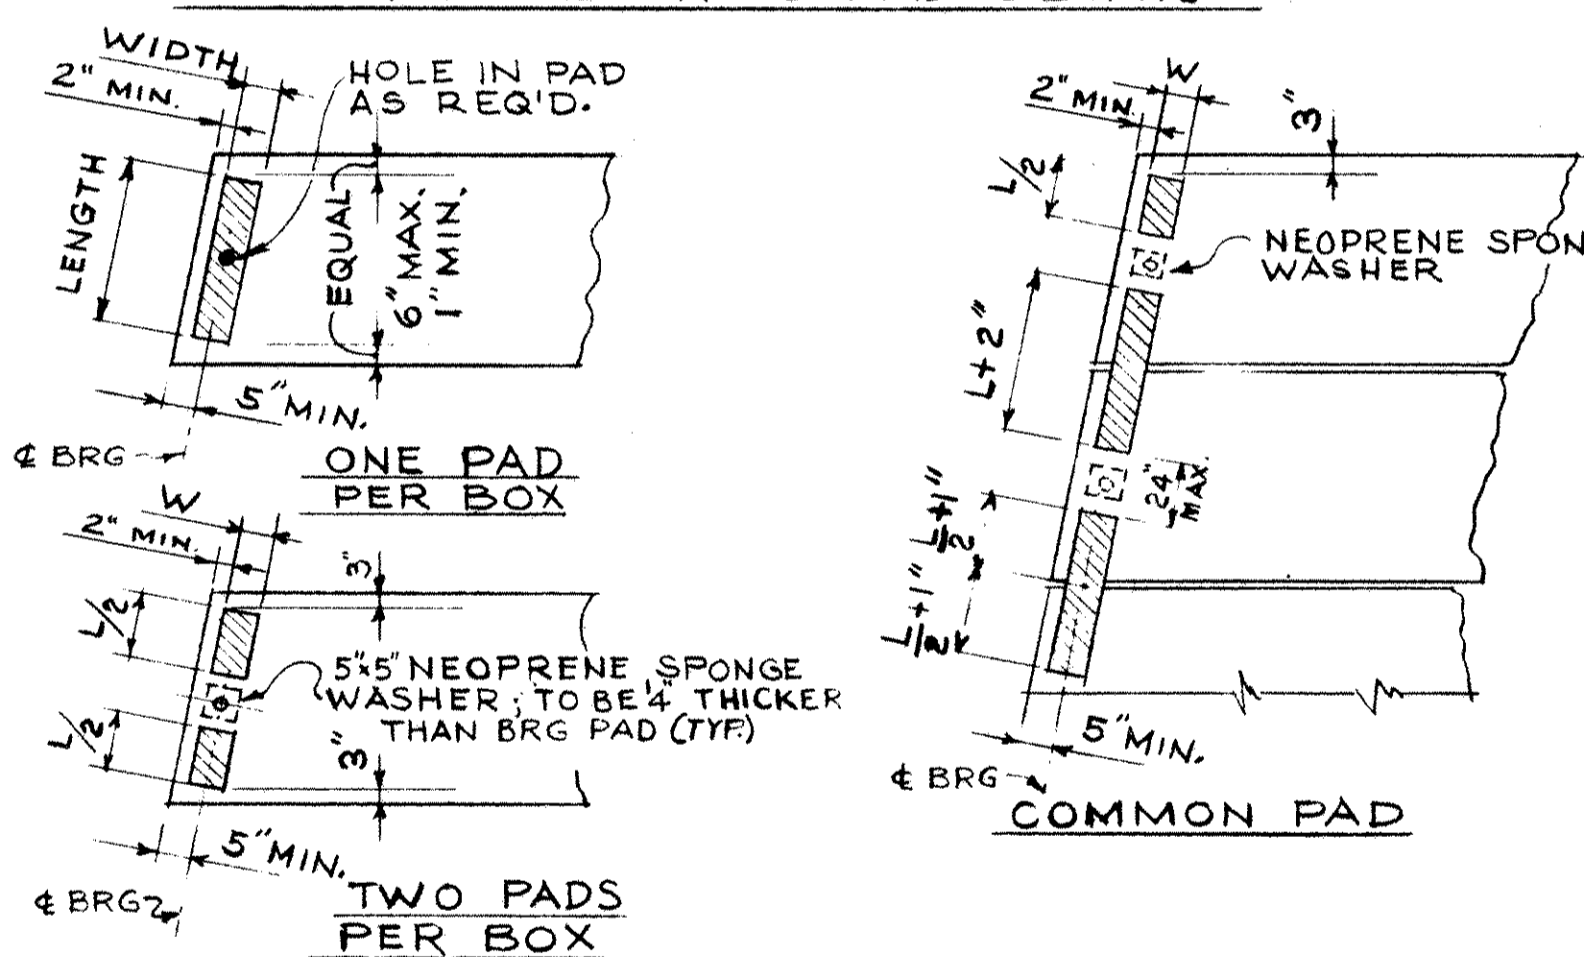 WIDTH
2" MIN.
HOLE IN PAD
AS REQ'D.
LENGTH
EQUAL
6" MAX.
1" MIN.
5" MIN.
℄ BRG
ONE PAD
PER BOX
W
2" MIN.
3"
L/2
5"x5" NEOPRENE SPONGE
WASHER; TO BE 1/4" THICKER
THAN BRG PAD (TYP.)
L/2
3"
5" MIN.
℄ BRG
TWO PADS
PER BOX
W
2" MIN.
3"
L/2
NEOPRENE SPON
WASHER
L+2"
24"
MAX.
L/2+1"
L/2+1"
5" MIN.
℄ BRG
COMMON PAD